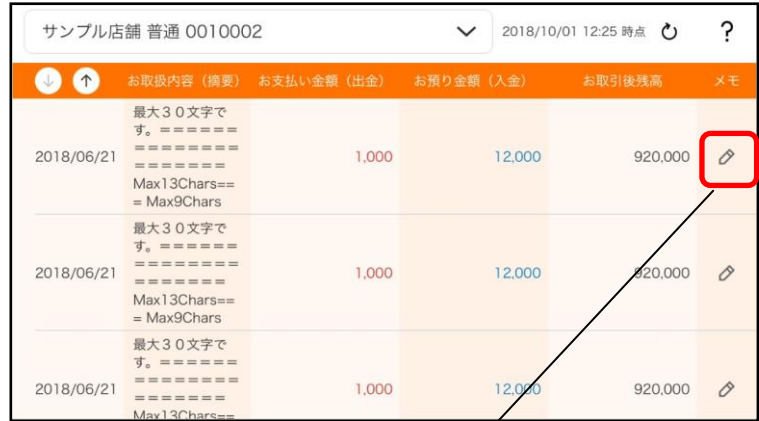 サンプル店舗 普通 0010002 2018/10/01 12:25 時点 ?
お取扱内容（摘要） お支払い金額（出金） お預り金額（入金） お取引後残高 メモ
最大３０文字で
す。＝＝＝＝＝＝
＝＝＝＝＝＝＝＝
2018/06/21 ＝＝＝＝＝＝＝ 1,000 12,000 920,000
Max13Chars==
= Max9Chars
最大３０文字で
す。＝＝＝＝＝＝
＝＝＝＝＝＝＝＝
2018/06/21 ＝＝＝＝＝＝＝ 1,000 12,000 920,000
Max13Chars==
= Max9Chars
最大３０文字で
す。＝＝＝＝＝＝
＝＝＝＝＝＝＝＝
2018/06/21 ＝＝＝＝＝＝＝ 1,000 12,000 920,000
Max13Chars==